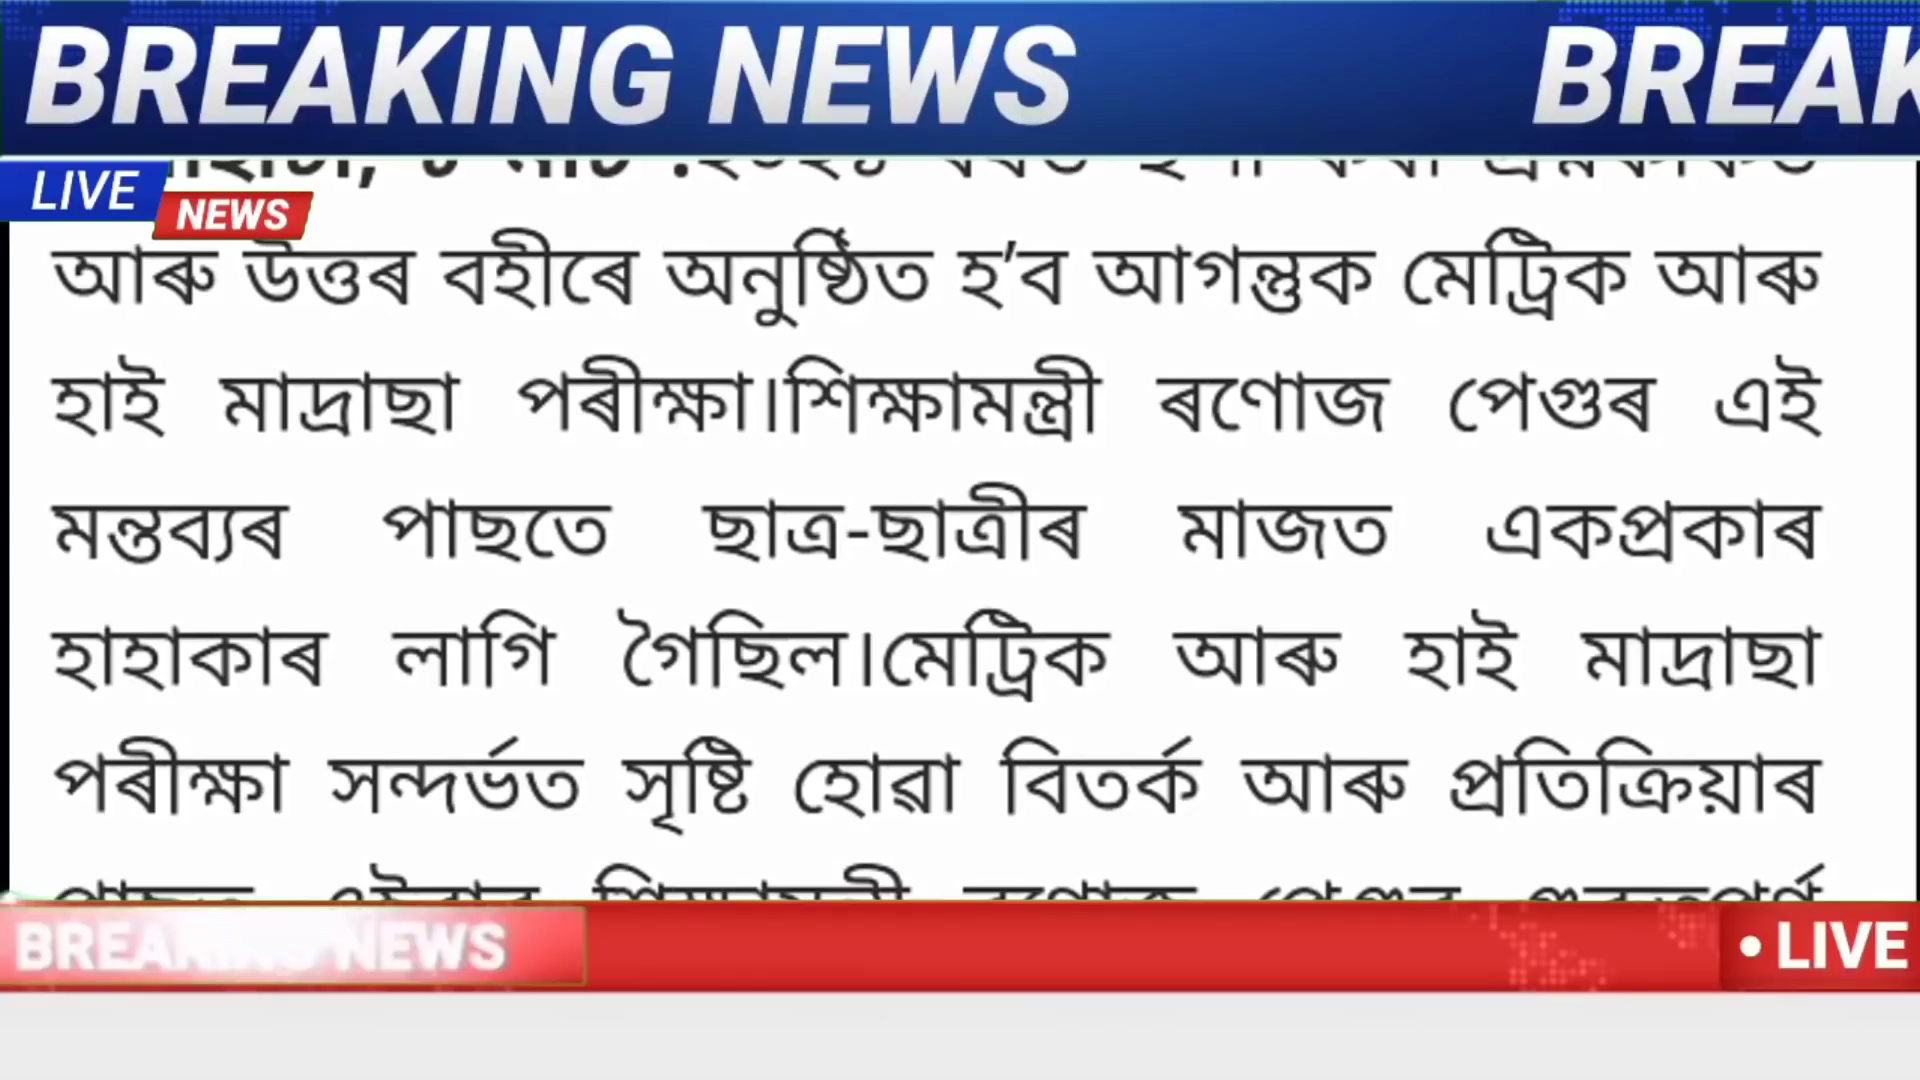 BREAKING NEWS BREAK
LIVE
NEWS
আৰু উত্তৰ বহীৰে অনুষ্ঠিত হ'ব আগন্তুক মেট্ৰিক আৰু
হাই মাদ্ৰাছা পৰীক্ষা।শিক্ষামন্ত্ৰী ৰণোজ পেগুৰ এই
মন্তব্যৰ পাছতে ছাত্ৰ-ছাত্ৰীৰ মাজত একপ্ৰকাৰ
হাহাকাৰ লাগি গৈছিল।মেট্ৰিক আৰু হাই মাদ্ৰাছা
পৰীক্ষা সন্দৰ্ভত সৃষ্টি হোৱা বিতৰ্ক আৰু প্ৰতিক্ৰিয়াৰ
BREAKING NEWS
• LIVE